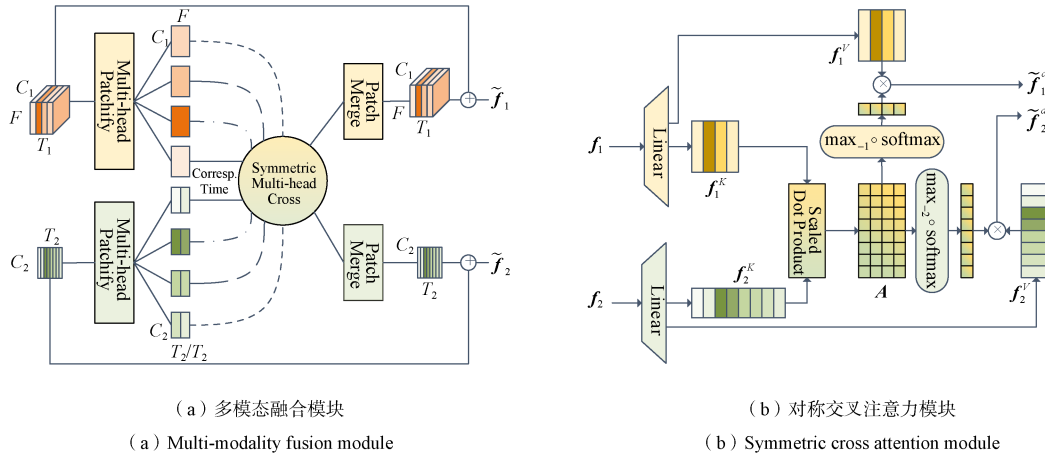 F
C₁
C₁
F
T₁
Multi-head
Patchify
Corresp.
Time
Symmetric
Multi-head
Cross
Patch
Merge
C₁
F
T₁
f̃₁
T₂
C₂
Multi-head
Patchify
C₂
T₂/T₂
Patch
Merge
C₂
T₂
f̃₂
(a)多模态融合模块
(a) Multi-modality fusion module
f₁
Linear
f₁ᴷ
f₁ⱽ
max₋₁∘softmax
Scaled
Dot Product
A
max₋₂∘softmax
f₂
Linear
f₂ᴷ
f₂ⱽ
f̃₁ᵃ
f̃₂ᵃ
(b)对称交叉注意力模块
(b) Symmetric cross attention module